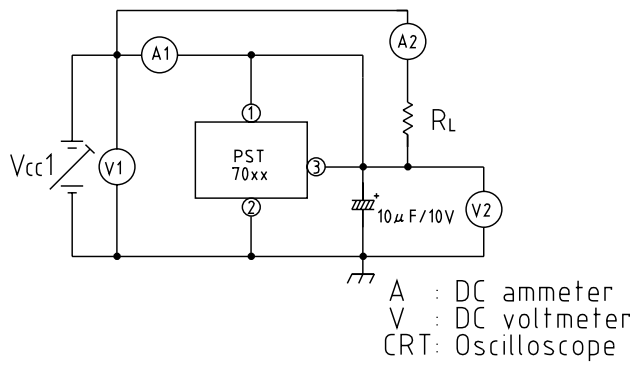 A1
A2
1
RL
Vcc1
V1
PST
70xx
3
2
+
10μF/10V
V2
A : DC ammeter
V : DC voltmeter
CRT: Oscilloscope